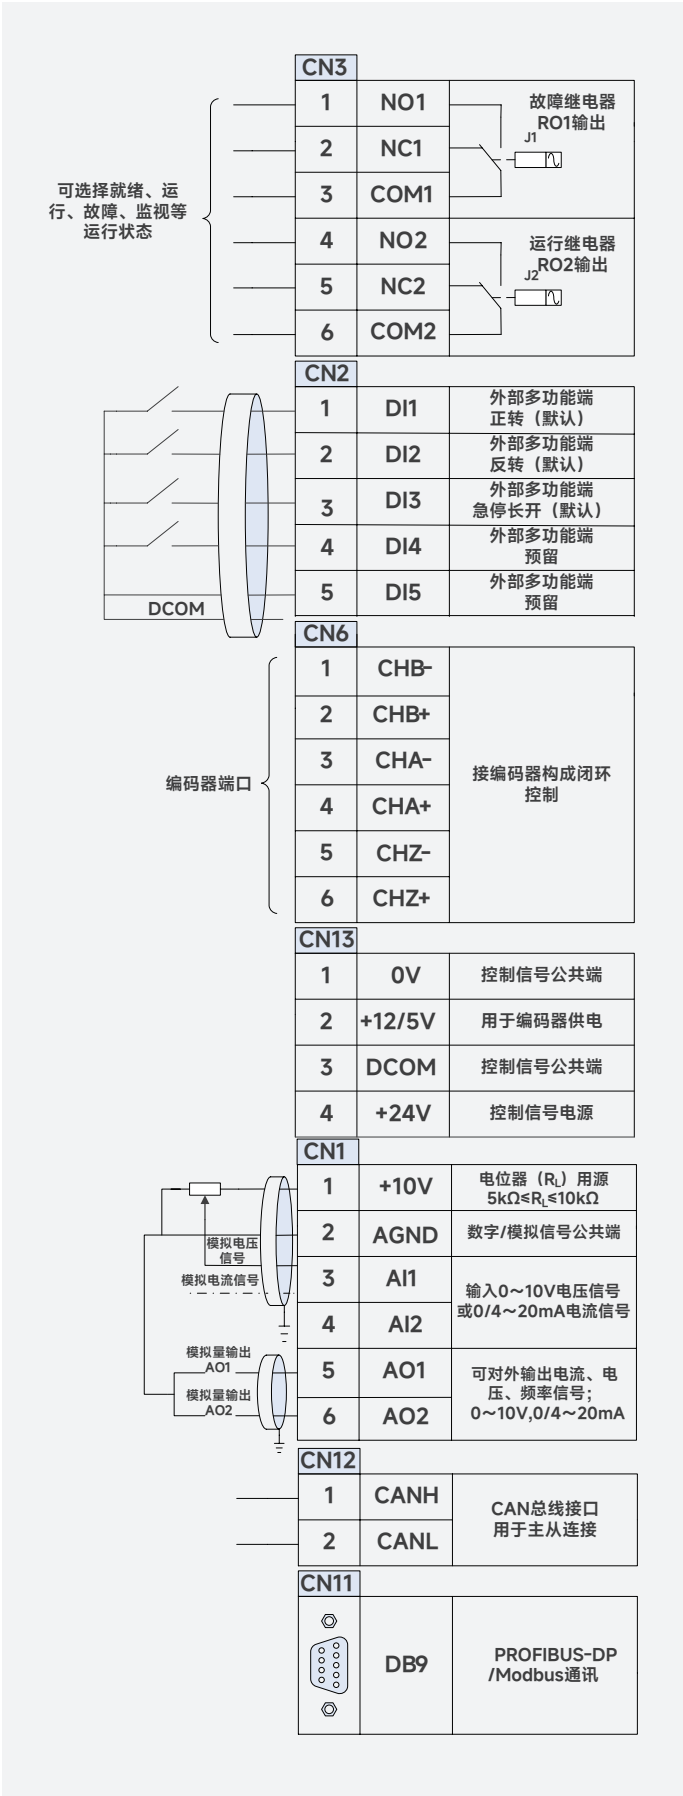 CN3
1 NO1
2 NC1
3 COM1
4 NO2
5 NC2
6 COM2
故障继电器
RO1输出
J1
运行继电器
RO2输出
J2
可选择就绪、运
行、故障、监视等
运行状态
CN2
1 DI1 外部多功能端
正转（默认）
2 DI2 外部多功能端
反转（默认）
3 DI3 外部多功能端
急停长开（默认）
4 DI4 外部多功能端
预留
5 DI5 外部多功能端
预留
DCOM
CN6
1 CHB-
2 CHB+
3 CHA-
4 CHA+
5 CHZ-
6 CHZ+
编码器端口
接编码器构成闭环
控制
CN13
1 0V 控制信号公共端
2 +12/5V 用于编码器供电
3 DCOM 控制信号公共端
4 +24V 控制信号电源
CN1
1 +10V 电位器（RL）用源
5kΩ≤RL≤10kΩ
2 AGND 数字/模拟信号公共端
3 AI1
4 AI2
输入0～10V电压信号
或0/4～20mA电流信号
模拟电压
信号
模拟电流信号
5 AO1
6 AO2
可对外输出电流、电
压、频率信号；
0～10V,0/4～20mA
模拟量输出
AO1
模拟量输出
AO2
CN12
1 CANH
2 CANL
CAN总线接口
用于主从连接
CN11
DB9
PROFIBUS-DP
/Modbus通讯